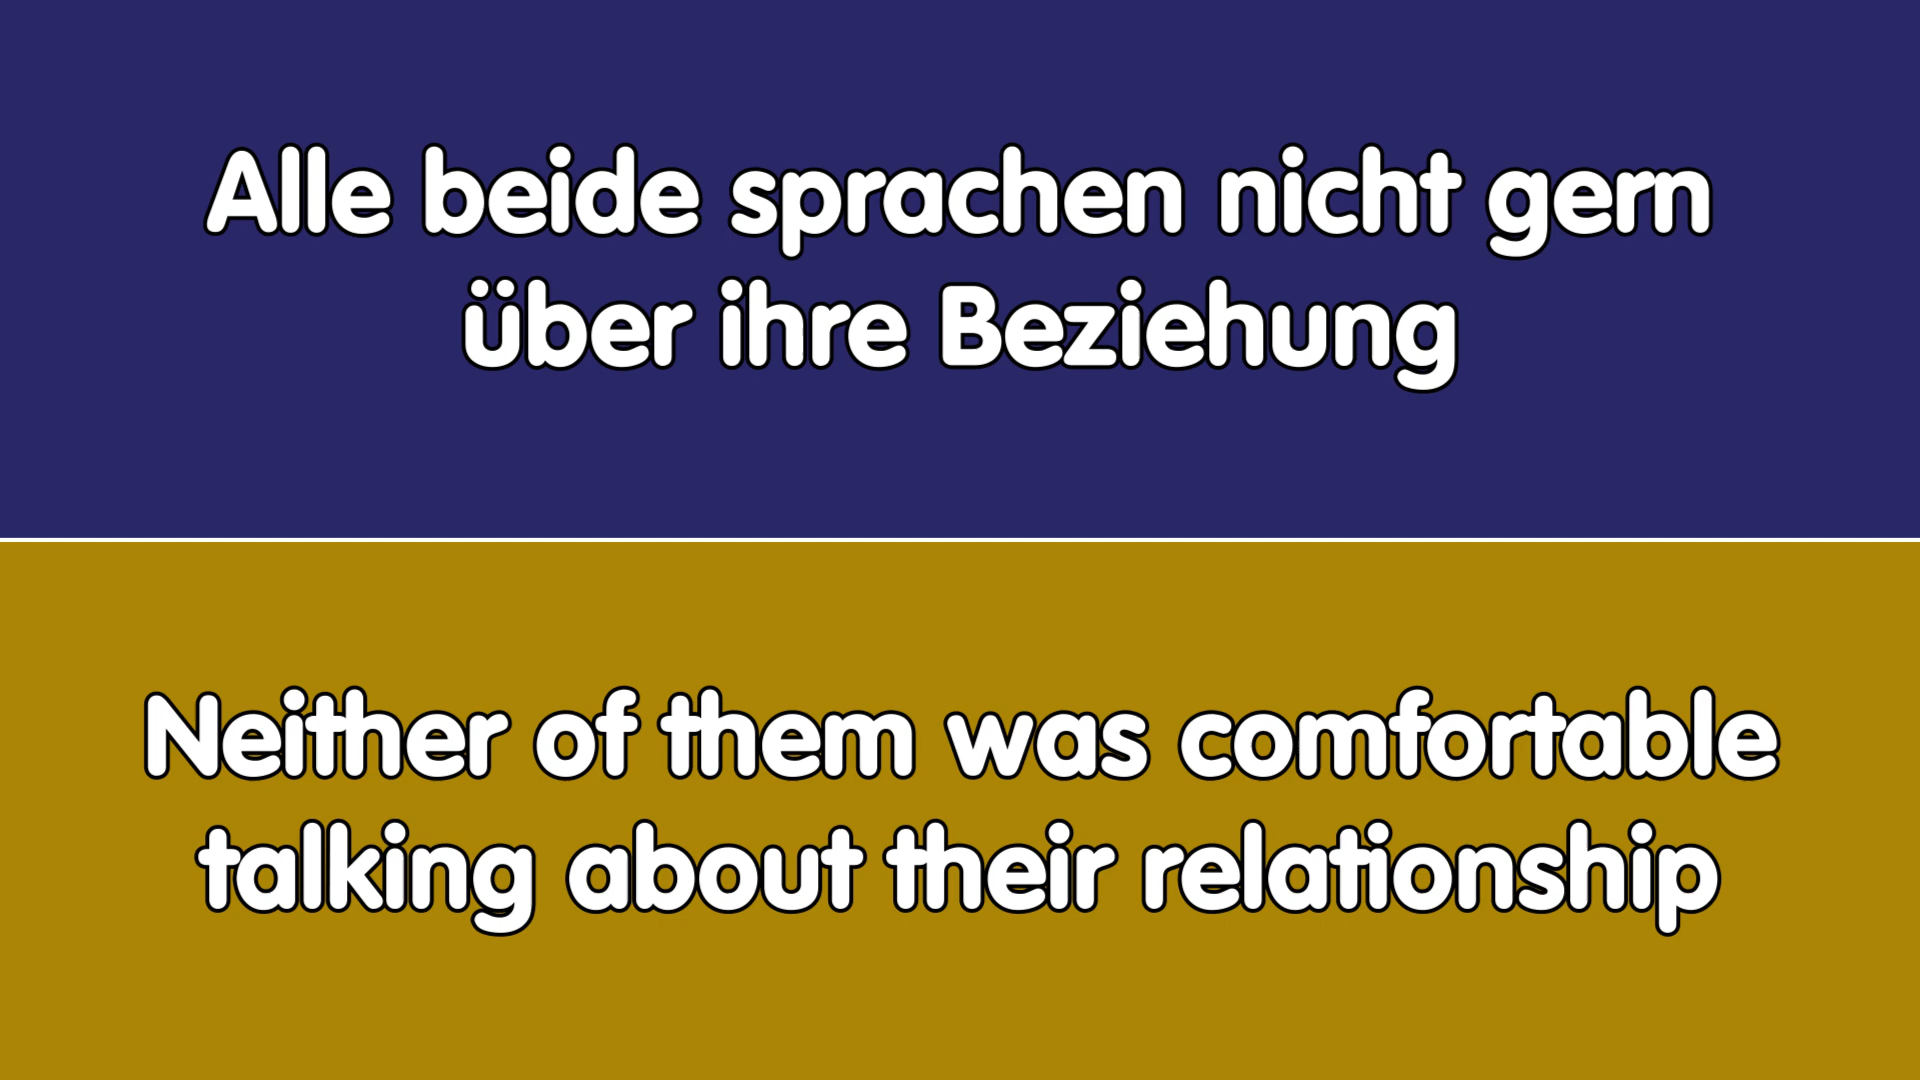 Alle beide sprachen nicht gern
über ihre Beziehung
Neither of them was comfortable
talking about their relationship